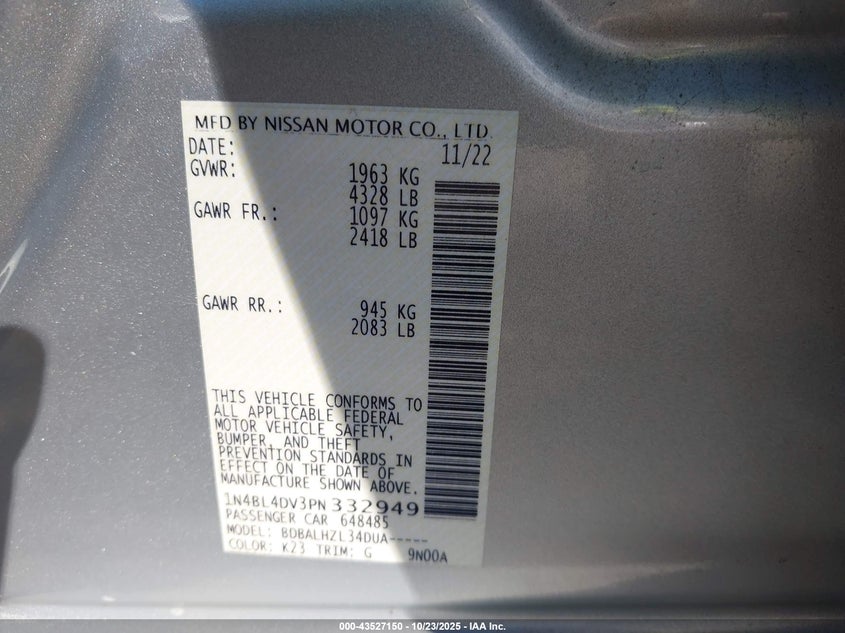 MFD BY NISSAN MOTOR CO., LTD.
DATE: 11/22
GVWR: 1963 KG
4328 LB
GAWR FR.: 1097 KG
2418 LB
GAWR RR.: 945 KG
2083 LB
THIS VEHICLE CONFORMS TO
ALL APPLICABLE FEDERAL
MOTOR VEHICLE SAFETY,
BUMPER, AND THEFT
PREVENTION STANDARDS IN
EFFECT ON THE DATE OF
MANUFACTURE SHOWN ABOVE.
1N4BL4DV3PN332949
PASSENGER CAR 648485
MODEL: BDBALHZL34DUA-----
COLOR: K23 TRIM: G 9N00A
000-43527150 - 10/23/2025 - IAA Inc.